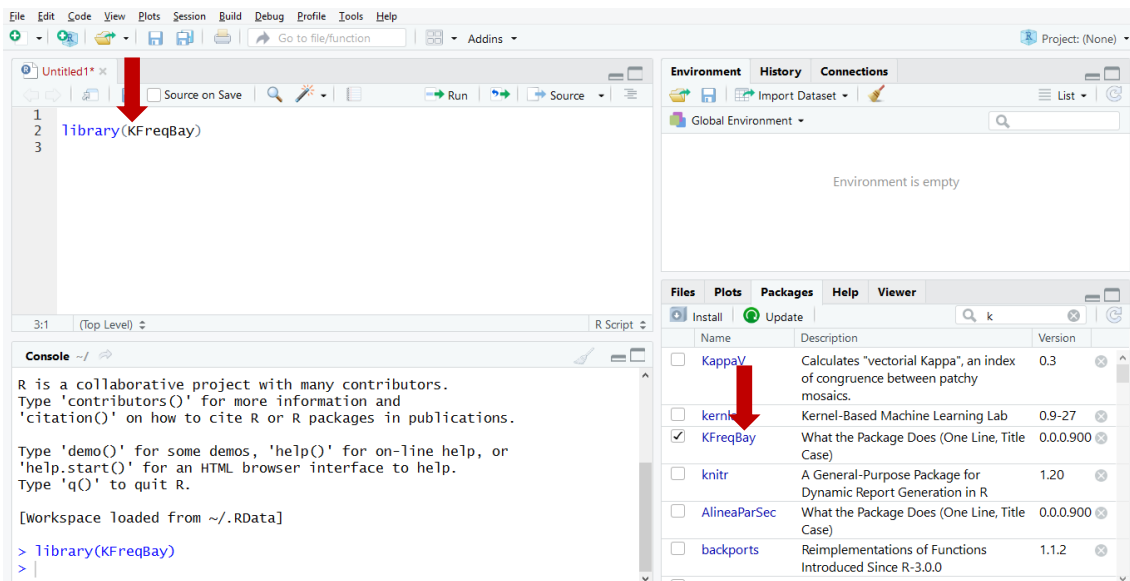 File Edit Code View Plots Session Build Debug Profile Tools Help
Go to file/function Addins Project: (None)
Untitled1*
Source on Save Run Source
1
2 library(KFreqBay)
3
3:1 (Top Level) R Script
Console ~/
R is a collaborative project with many contributors.
Type 'contributors()' for more information and
'citation()' on how to cite R or R packages in publications.
Type 'demo()' for some demos, 'help()' for on-line help, or
'help.start()' for an HTML browser interface to help.
Type 'q()' to quit R.
[Workspace loaded from ~/.RData]
> library(KFreqBay)
>
Environment History Connections
Import Dataset List
Global Environment
Environment is empty
Files Plots Packages Help Viewer
Install Update k
Name Description Version
KappaV Calculates "vectorial Kappa", an index 0.3
of congruence between patchy
mosaics.
Kernel-Based Machine Learning Lab 0.9-27
KFreqBay What the Package Does (One Line, Title 0.0.0.900
Case)
knitr A General-Purpose Package for 1.20
Dynamic Report Generation in R
AlineaParSec What the Package Does (One Line, Title 0.0.0.900
Case)
backports Reimplementations of Functions 1.1.2
Introduced Since R-3.0.0